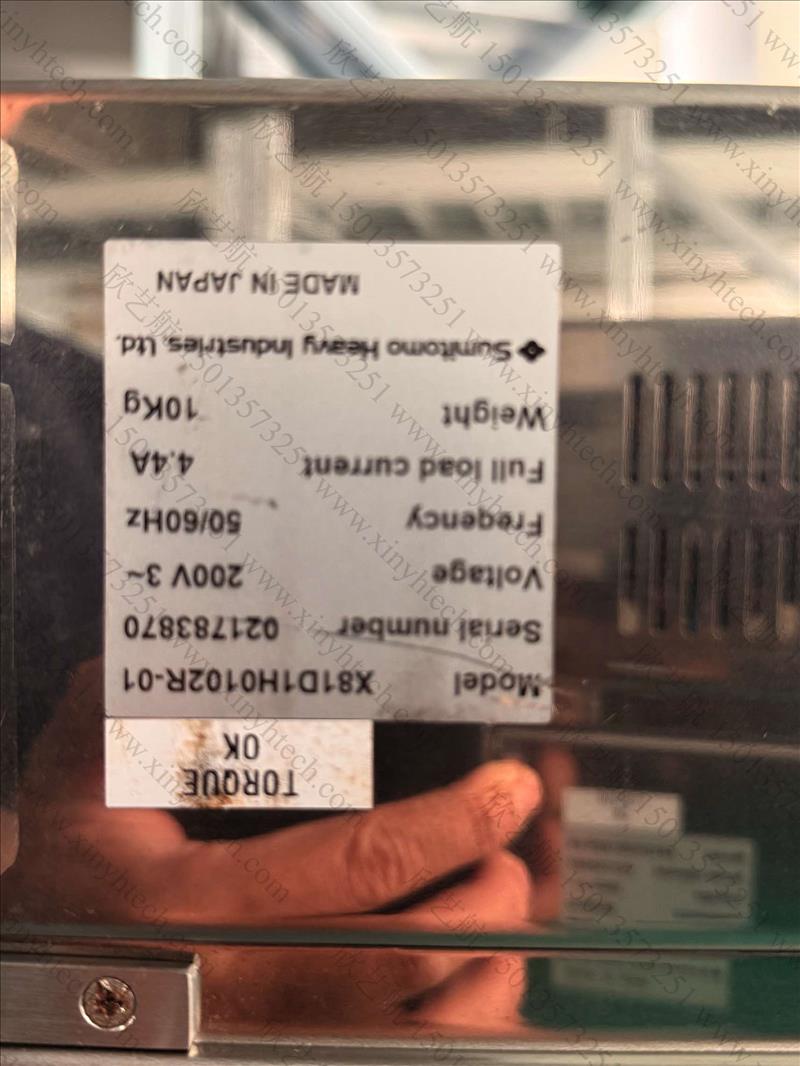 TORQUE
OK
Model X81D1H0102R-01
Serial number 021783870
Voltage 200V 3~
Freqency 50/60Hz
Full load current 4.4A
Weight 10Kg
Sumitomo Heavy Industries, Ltd.
MADE IN JAPAN
欣艺航 15013573251 www.xinyhtech.com